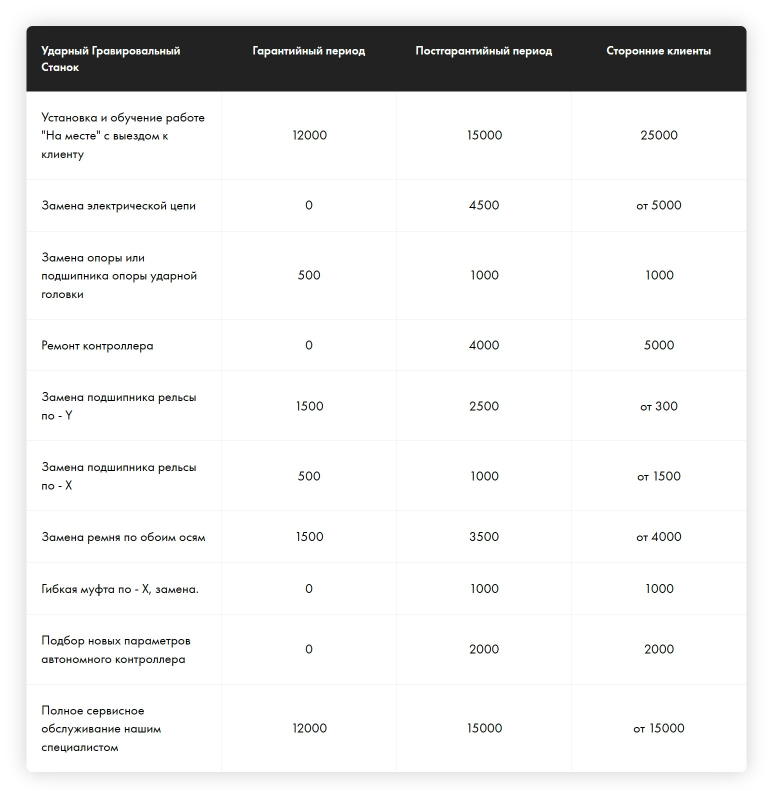 Ударный Гравировальный
Станок
Гарантийный период
Постгарантийный период
Сторонние клиенты
Установка и обучение работе
"На месте" с выездом к
клиенту
12000
15000
25000
Замена электрической цепи
0
4500
от 5000
Замена опоры или
подшипника опоры ударной
головки
500
1000
1000
Ремонт контроллера
0
4000
5000
Замена подшипника рельсы
по - Y
1500
2500
от 300
Замена подшипника рельсы
по - X
500
1000
от 1500
Замена ремня по обоим осям
1500
3500
от 4000
Гибкая муфта по - X, замена.
0
1000
1000
Подбор новых параметров
автономного контроллера
0
2000
2000
Полное сервисное
обслуживание нашим
специалистом
12000
15000
от 15000